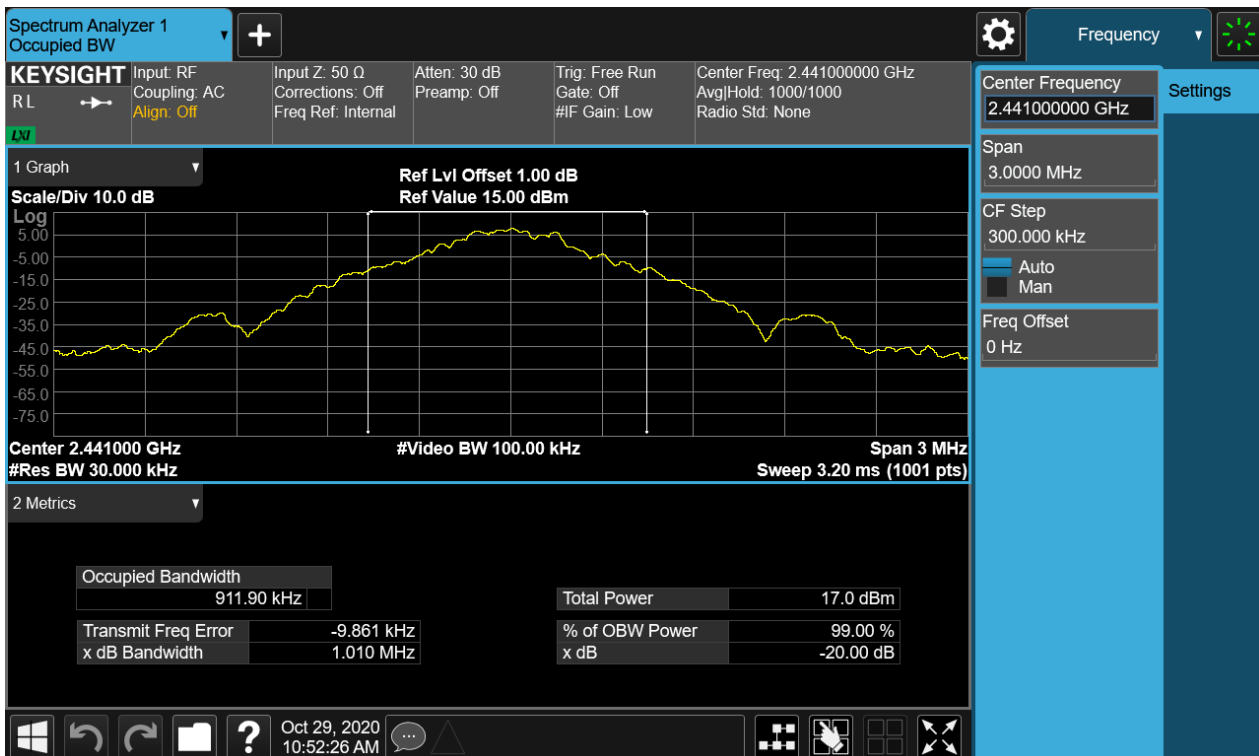 Spectrum Analyzer 1
Occupied BW
+
Frequency
KEYSIGHT
R L
LXI
Input: RF
Coupling: AC
Align: Off
Input Z: 50 Ω
Corrections: Off
Freq Ref: Internal
Atten: 30 dB
Preamp: Off
Trig: Free Run
Gate: Off
#IF Gain: Low
Center Freq: 2.441000000 GHz
Avg|Hold: 1000/1000
Radio Std: None
Center Frequency
2.441000000 GHz
Settings
Span
3.0000 MHz
CF Step
300.000 kHz
Auto
Man
Freq Offset
0 Hz
1 Graph
Scale/Div 10.0 dB
Ref Lvl Offset 1.00 dB
Ref Value 15.00 dBm
Log
5.00
-5.00
-15.0
-25.0
-35.0
-45.0
-55.0
-65.0
-75.0
Center 2.441000 GHz
#Video BW 100.00 kHz
Span 3 MHz
#Res BW 30.000 kHz
Sweep 3.20 ms (1001 pts)
2 Metrics
Occupied Bandwidth
911.90 kHz
Total Power 17.0 dBm
Transmit Freq Error -9.861 kHz
% of OBW Power 99.00 %
x dB Bandwidth 1.010 MHz
x dB -20.00 dB
?
Oct 29, 2020
10:52:26 AM